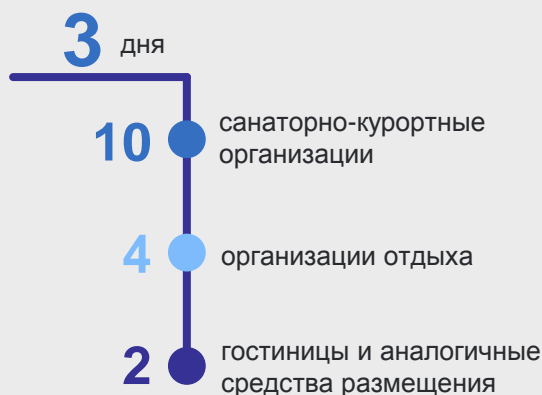 3 дня
10 санаторно-курортные
организации
4 организации отдыха
2 гостиницы и аналогичные
средства размещения